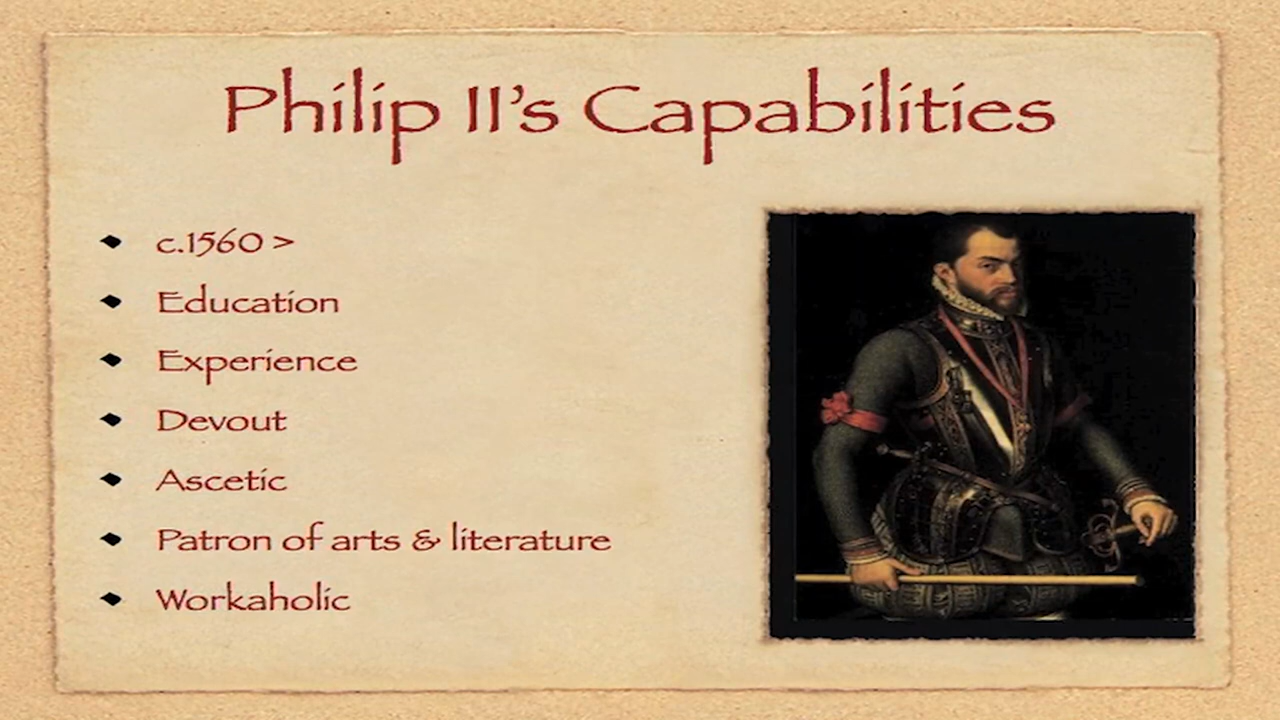 Philip II's Capabilities
c.1560 >
Education
Experience
Devout
Ascetic
Patron of arts & literature
Workaholic